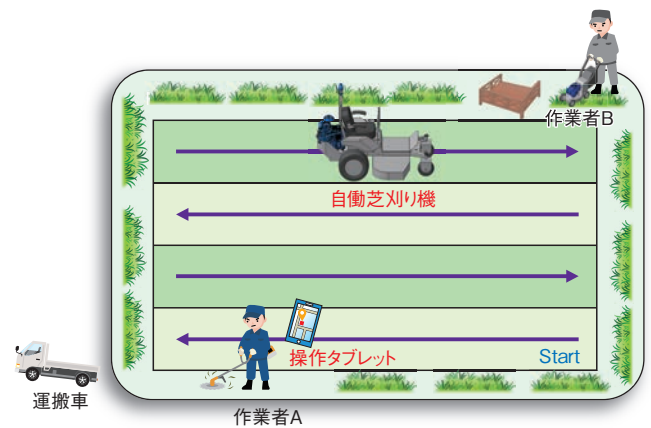 作業者B
自働芝刈り機
操作タブレット
Start
運搬車
作業者A